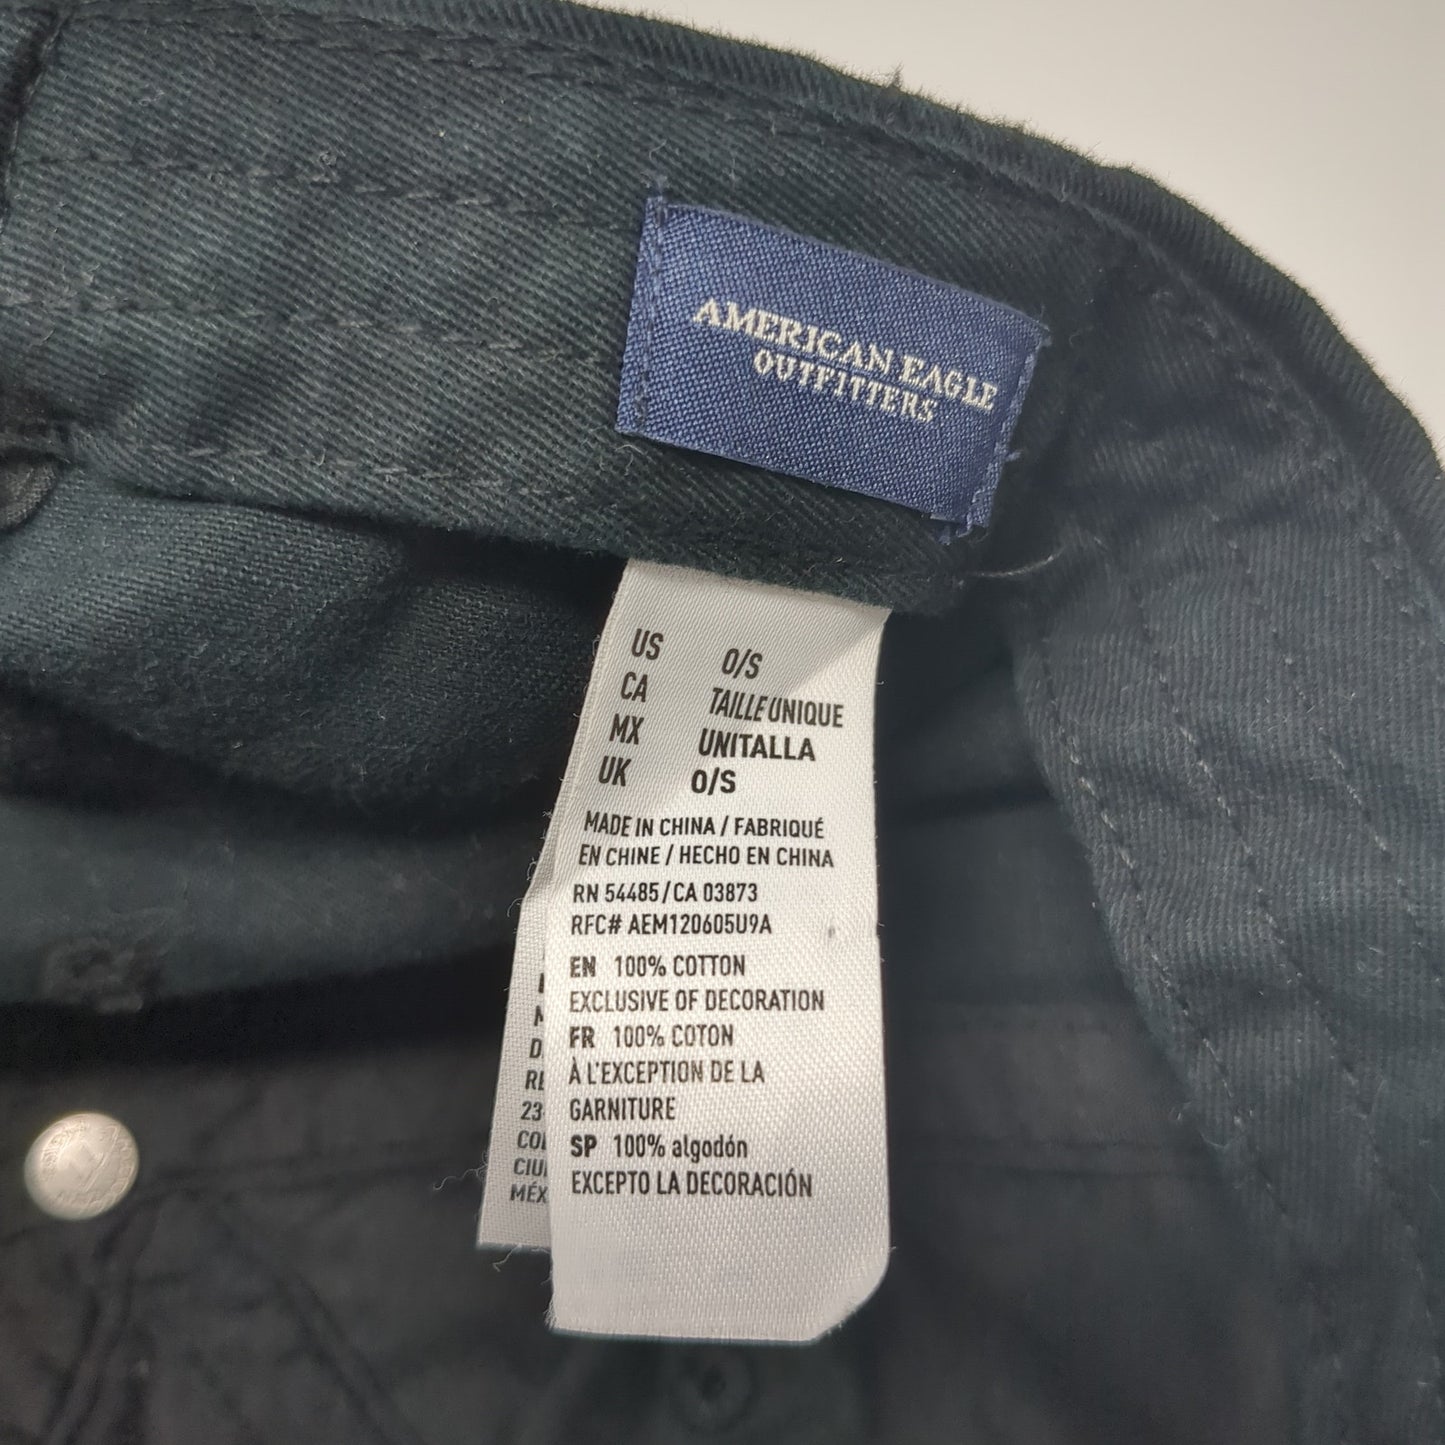 AMERICAN EAGLE
OUTFITTERS
US O/S
CA TAILLE UNIQUE
MX UNITALLA
UK O/S
MADE IN CHINA / FABRIQUÉ
EN CHINE / HECHO EN CHINA
RN 54485/CA 03873
RFC# AEM120605U9A
EN 100% COTTON
EXCLUSIVE OF DECORATION
FR 100% COTON
À L'EXCEPTION DE LA
GARNITURE
SP 100% algodón
EXCEPTO LA DECORACIÓN
23